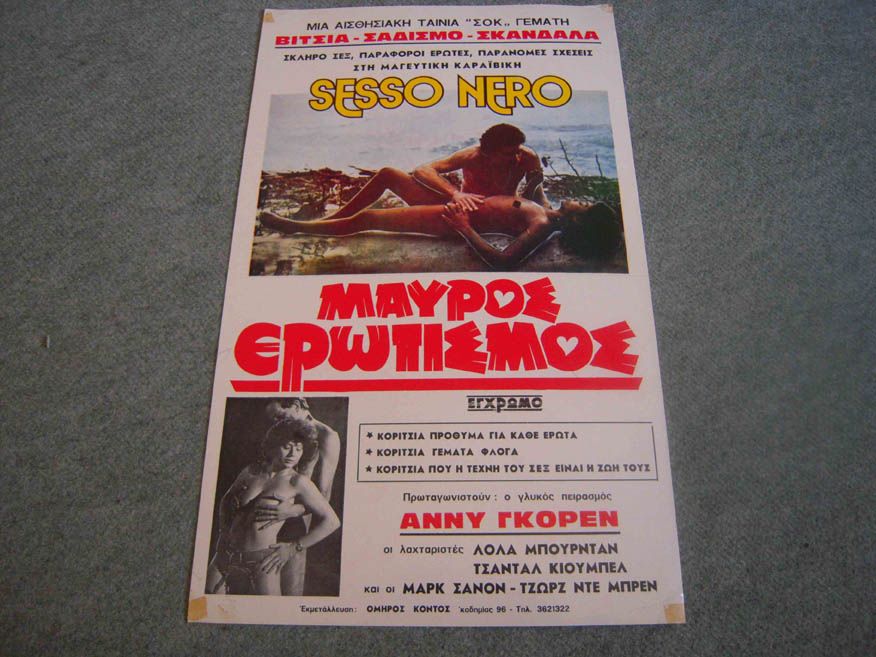 ΜΙΑ ΑΙΣΘΗΣΙΑΚΗ ΤΑΙΝΙΑ "ΣΟΚ„ ΓΕΜΑΤΗ
ΒΙΤΣΙΑ - ΣΑΔΙΣΜΟ - ΣΚΑΝΔΑΛΑ
ΣΚΛΗΡΟ ΣΕΞ, ΠΑΡΑΦΟΡΟΙ ΕΡΩΤΕΣ, ΠΑΡΑΝΟΜΕΣ ΣΧΕΣΕΙΣ
ΣΤΗ ΜΑΓΕΥΤΙΚΗ ΚΑΡΑΪΒΙΚΗ
SESSO NERO
ΜΑΥΡΟΣ
ΕΡΩΤΙΣΜΟΣ
ΕΓΧΡΩΜΟ
★ ΚΟΡΙΤΣΙΑ ΠΡΟΘΥΜΑ ΓΙΑ ΚΑΘΕ ΕΡΩΤΑ
★ ΚΟΡΙΤΣΙΑ ΓΕΜΑΤΑ ΦΛΟΓΑ
★ ΚΟΡΙΤΣΙΑ ΠΟΥ Η ΤΕΧΝΗ ΤΟΥ ΣΕΞ ΕΙΝΑΙ Η ΖΩΗ ΤΟΥΣ
Πρωταγωνιστούν : ο γλυκός πειρασμός
ΑΝΝΥ ΓΚΟΡΕΝ
οι λαχταριστές ΛΟΛΑ ΜΠΟΥΡΝΤΑΝ
ΤΣΑΝΤΑΛ ΚΙΟΥΜΠΕΛ
και οι ΜΑΡΚ ΣΑΝΟΝ - ΤΖΩΡΖ ΝΤΕ ΜΠΡΕΝ
Έκμετάλλευση : ΟΜΗΡΟΣ ΚΟΝΤΟΣ 'κοδημίας 96 - Τηλ. 3621322